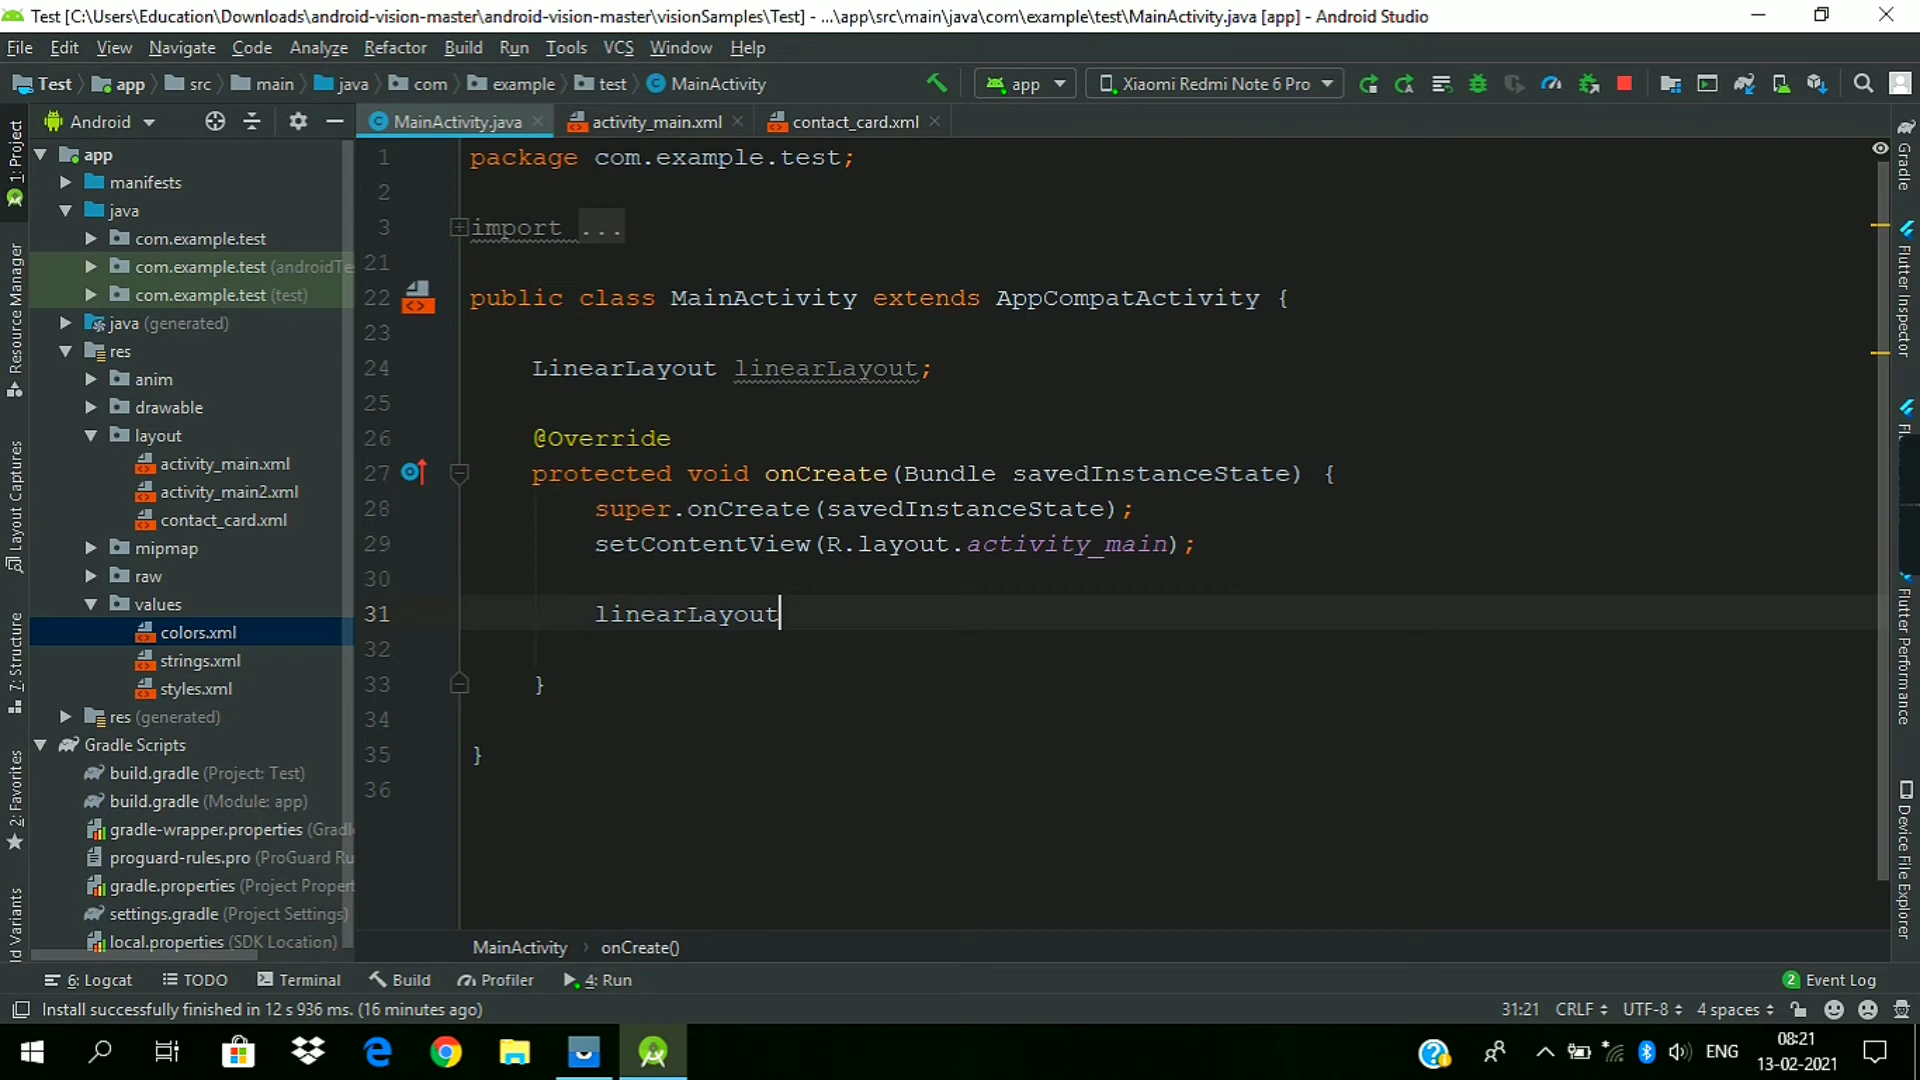 Test [C:\Users\Education\Downloads\android-vision-master\android-vision-master\visionSamples\Test] - ...\app\src\main\java\com\example\test\MainActivity.java [app] - Android Studio
File Edit View Navigate Code Analyze Refactor Build Run Tools VCS Window Help
Test app src main java com example test MainActivity app Xiaomi Redmi Note 6 Pro
Android MainActivity.java activity_main.xml contact_card.xml
1: Project
Resource Manager
Layout Captures
7: Structure
2: Favorites
ld Variants
app
manifests
java
com.example.test
com.example.test (androidTe
com.example.test (test)
java (generated)
res
anim
drawable
layout
activity_main.xml
activity_main2.xml
contact_card.xml
mipmap
raw
values
colors.xml
strings.xml
styles.xml
res (generated)
Gradle Scripts
build.gradle (Project: Test)
build.gradle (Module: app)
gradle-wrapper.properties (Gradl
proguard-rules.pro (ProGuard Ru
gradle.properties (Project Propert
settings.gradle (Project Settings)
local.properties (SDK Location)
1 package com.example.test;
2
3 import ...
21
22 public class MainActivity extends AppCompatActivity {
23
24 LinearLayout linearLayout;
25
26 @Override
27 protected void onCreate(Bundle savedInstanceState) {
28 super.onCreate(savedInstanceState);
29 setContentView(R.layout.activity_main);
30
31 linearLayout
32
33 }
34
35 }
36
MainActivity onCreate()
Gradle
Flutter Inspector
Flutter Performance
Device File Explorer
6: Logcat TODO Terminal Build Profiler 4: Run 2 Event Log
Install successfully finished in 12 s 936 ms. (16 minutes ago) 31:21 CRLF UTF-8 4 spaces
ENG 08:21
13-02-2021